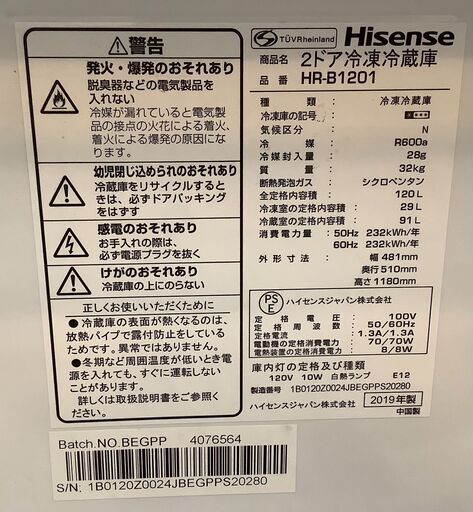 警告
発火・爆発のおそれあり
脱臭器などの電気製品を
入れない
冷媒が漏れていると電気製
品の接点の火花による着火、
着火による爆発の原因にな
ります。
幼児閉じ込められのおそれあり
冷蔵庫をリサイクルすると
きは、必ずドアパッキング
をはずす
感電のおそれあり
お手入れの際は、
必ず電源プラグを抜く
けがのおそれあり
冷蔵庫の上にのらない
正しくお使いいただくために
●冷蔵庫の表面が熱くなるのは、
放熱パイプで露付防止をしてい
るためです。異常ではありません。
●冬期など周囲温度が低いとき電
源を入れても、すぐに運転しない
ことがあります。
詳しくは取扱説明書をご参照く
ださい。
TÜVRheinland
Hisense
商品名 2ドア冷凍冷蔵庫
品番 HR-B1201
種類 冷凍冷蔵庫
冷凍庫の記号
気候区分 N
冷媒 R600a
冷媒封入量 28g
質量 32kg
断熱発泡ガス シクロペンタン
全定格内容積 120L
冷凍室の定格内容積 29L
冷蔵室の定格内容積 91L
消費電力量 50Hz 232kWh/年
60Hz 232kWh/年
外形寸法 幅 481mm
奥行 510mm
高さ 1180mm
PSE
ハイセンスジャパン株式会社
定格電圧: 100V
定格周波数: 50/60Hz
定格電流: 1.3A/1.3A
電動機の定格消費電力: 70/70W
電熱装置の定格消費電力: 8/8W
庫内灯の定格及び種類
120V 10W 白熱ランプ E12
製造番号: 1B0120Z0024JBEGPPS20280
ハイセンスジャパン株式会社
2019年製
中国製
Batch.NO.BEGPP 4076564
S/N: 1B0120Z0024JBEGPPS20280